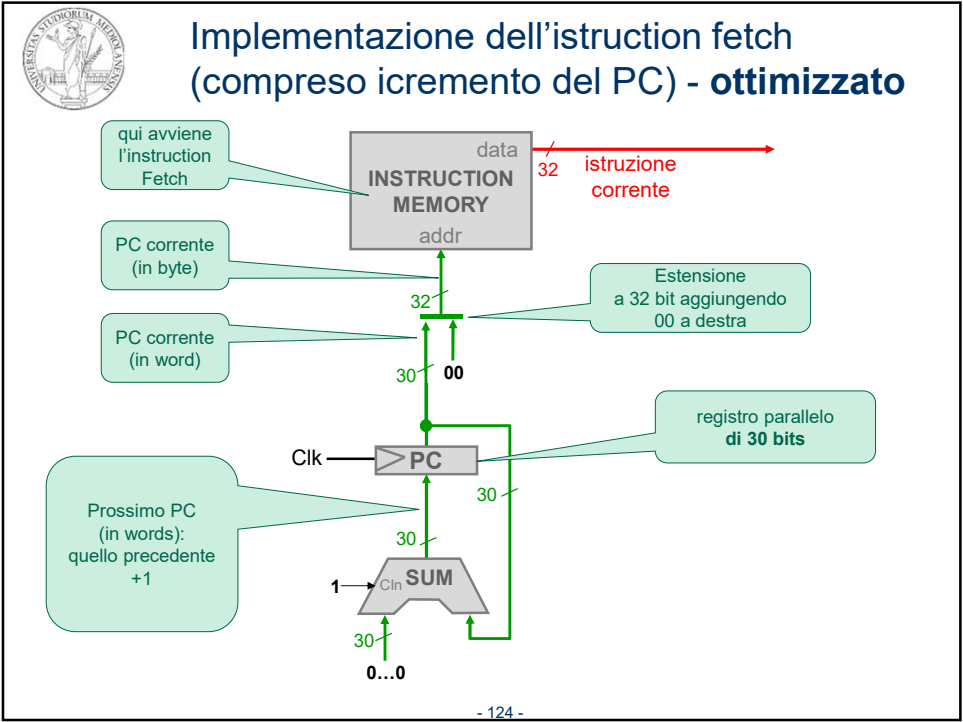 UNIVERSITAS STUDIORUM MEDIOLANENSIS
Implementazione dell'istruction fetch
(compreso icremento del PC) - ottimizzato
qui avviene
l'instruction
Fetch
data
INSTRUCTION
MEMORY
addr
32
istruzione
corrente
PC corrente
(in byte)
32
Estensione
a 32 bit aggiungendo
00 a destra
PC corrente
(in word)
30
00
registro parallelo
di 30 bits
Clk
PC
30
Prossimo PC
(in words):
quello precedente
+1
30
1
CIn
SUM
30
0…0
- 124 -